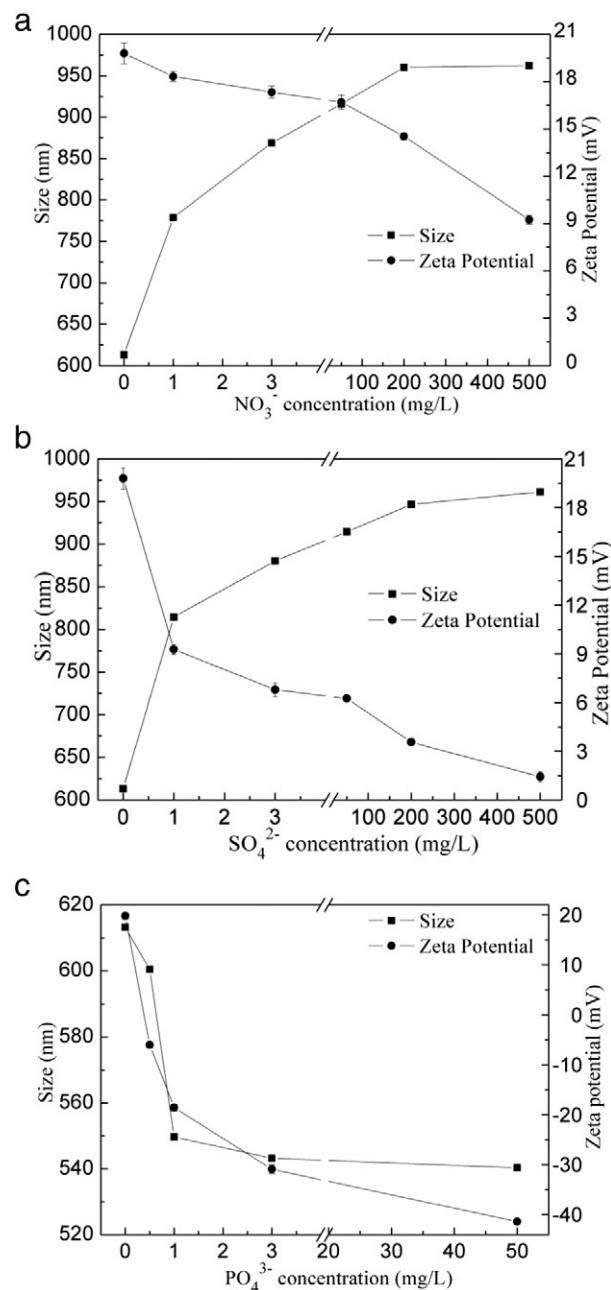 a
1000
950
900
850
800
750
700
650
600
Size (nm)
21
18
15
12
9
6
3
0
Zeta Potential (mV)
Size
Zeta Potential
0 1 2 3 100 200 300 400 500
NO₃⁻ concentration (mg/L)
b
1000
950
900
850
800
750
700
650
600
Size (nm)
21
18
15
12
9
6
3
0
Zeta Potential (mV)
Size
Zeta Potential
0 1 2 3 100 200 300 400 500
SO₄²⁻ concentration (mg/L)
c
620
600
580
560
540
520
Size (nm)
20
10
0
-10
-20
-30
-40
Zeta potential (mV)
Size
Zeta Potential
0 1 2 3 20 30 40 50
PO₄³⁻ concentration (mg/L)